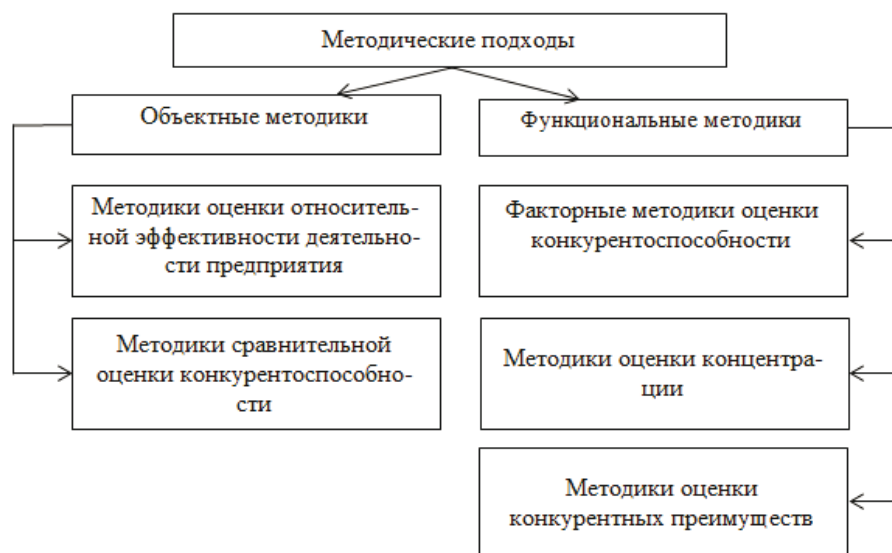 Методические подходы
Объектные методики
Функциональные методики
Методики оценки относитель-
ной эффективности деятельно-
сти предприятия
Факторные методики оценки
конкурентоспособности
Методики сравнительной
оценки конкурентоспособно-
сти
Методики оценки концентра-
ции
Методики оценки
конкурентных преимуществ